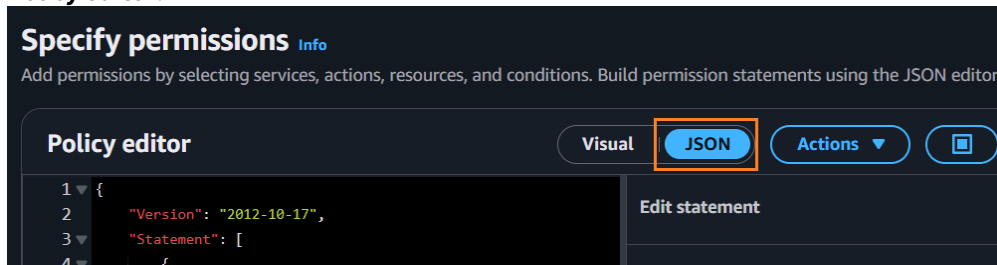 Specify permissions Info
Add permissions by selecting services, actions, resources, and conditions. Build permission statements using the JSON editor
Policy editor
Visual
JSON
Actions
1 {
2 "Version": "2012-10-17",
3 "Statement": [
4 {
Edit statement